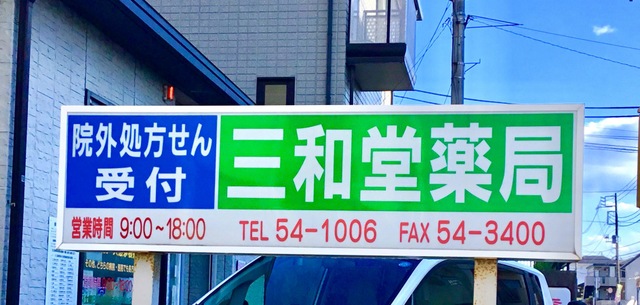 院外処方せん
受付
三和堂薬局
営業時間 9:00~18:00
TEL 54-1006 FAX 54-3400